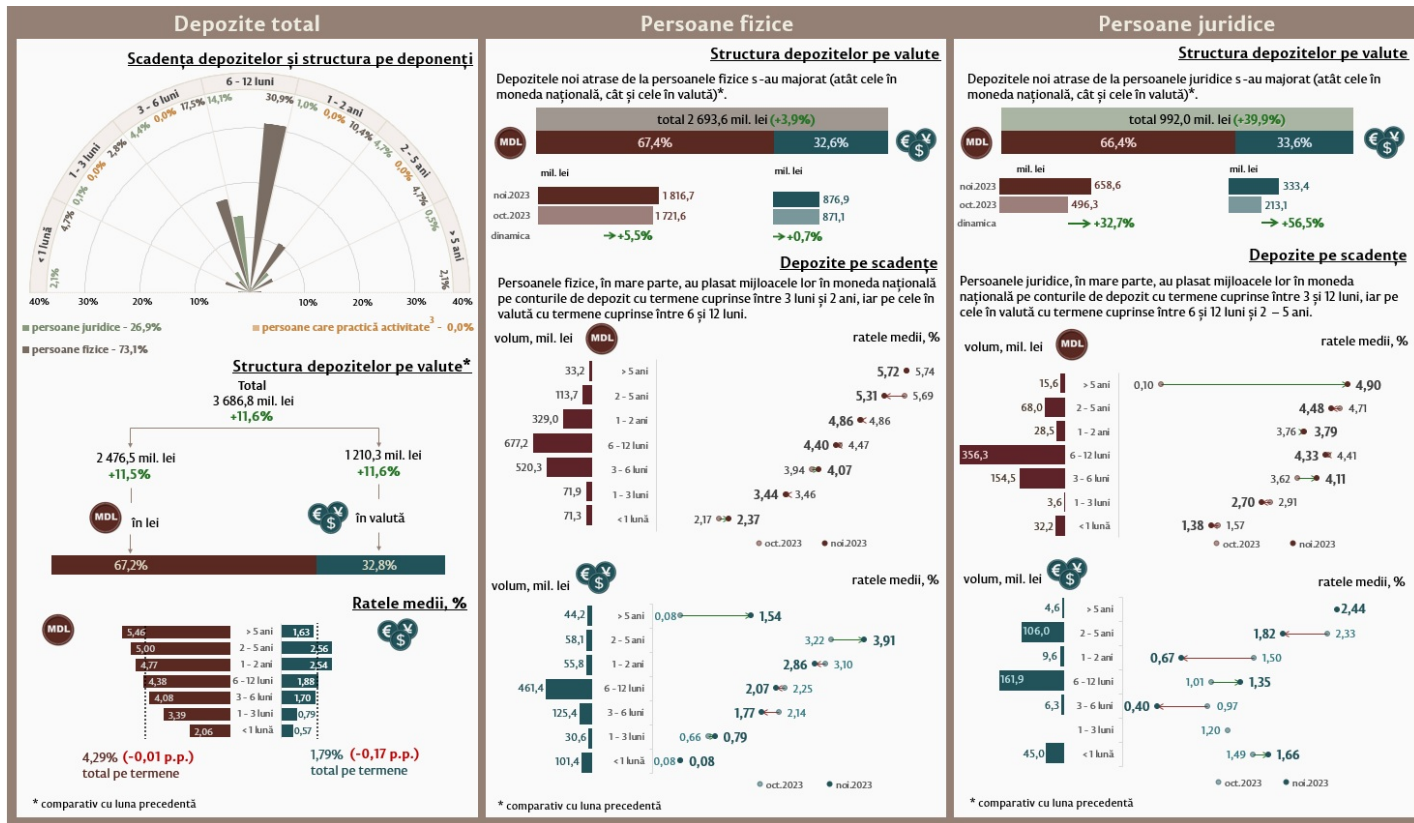 Depozite total
Scadența depozitelor și structura pe deponenți
< 1 lună
1 - 3 luni
3 - 6 luni
6 - 12 luni
1 - 2 ani
2 - 5 ani
> 5 ani
2,1%
4,7%
0,1%
0,0%
2,8%
4,4%
0,0%
17,5%
14,1%
30,9%
1,0%
0,0%
10,4%
4,7%
0,0%
4,7%
0,5%
2,1%
40% 30% 20% 10% 10% 20% 30% 40%
persoane juridice - 26,9%
persoane care practică activitate3 - 0,0%
persoane fizice - 73,1%
Structura depozitelor pe valute*
Total
3 686,8 mil. lei
+11,6%
2 476,5 mil. lei
+11,5%
1 210,3 mil. lei
+11,6%
MDL în lei
€ ¥ $ în valută
67,2% 32,8%
Ratele medii, %
MDL
€ ¥ $
5,46 > 5 ani 1,63
5,00 2 - 5 ani 2,56
4,77 1 - 2 ani 2,54
4,38 6 - 12 luni 1,88
4,08 3 - 6 luni 1,70
3,39 1 - 3 luni 0,79
2,06 < 1 lună 0,57
4,29% (-0,01 p.p.)
total pe termene
1,79% (-0,17 p.p.)
total pe termene
* comparativ cu luna precedentă
Persoane fizice
Structura depozitelor pe valute
Depozitele noi atrase de la persoanele fizice s-au majorat (atât cele în
moneda națională, cât și cele în valută)*.
total 2 693,6 mil. lei (+3,9%)
MDL 67,4% 32,6% € ¥ $
mil. lei mil. lei
noi.2023 1 816,7 876,9
oct.2023 1 721,6 871,1
dinamica +5,5% +0,7%
Depozite pe scadențe
Persoanele fizice, în mare parte, au plasat mijloacele lor în moneda națională
pe conturile de depozit cu termene cuprinse între 3 luni și 2 ani, iar pe cele în
valută cu termene cuprinse între 6 și 12 luni.
volum, mil. lei MDL ratele medii, %
33,2 > 5 ani 5,72 5,74
113,7 2 - 5 ani 5,31 5,69
329,0 1 - 2 ani 4,86 4,86
677,2 6 - 12 luni 4,40 4,47
520,3 3 - 6 luni 3,94 4,07
71,9 1 - 3 luni 3,44 3,46
71,3 < 1 lună 2,17 2,37
oct.2023 noi.2023
volum, mil. lei € ¥ $ ratele medii, %
44,2 > 5 ani 0,08 1,54
58,1 2 - 5 ani 3,22 3,91
55,8 1 - 2 ani 2,86 3,10
461,4 6 - 12 luni 2,07 2,25
125,4 3 - 6 luni 1,77 2,14
30,6 1 - 3 luni 0,66 0,79
101,4 < 1 lună 0,08 0,08
oct.2023 noi.2023
* comparativ cu luna precedentă
Persoane juridice
Structura depozitelor pe valute
Depozitele noi atrase de la persoanele juridice s-au majorat (atât cele în
moneda națională, cât și cele în valută)*.
total 992,0 mil. lei (+39,9%)
MDL 66,4% 33,6% € ¥ $
mil. lei mil. lei
noi.2023 658,6 333,4
oct.2023 496,3 213,1
dinamica +32,7% +56,5%
Depozite pe scadențe
Persoanele juridice, în mare parte, au plasat mijloacele lor în moneda
națională pe conturile de depozit cu termene cuprinse între 3 și 12 luni, iar pe
cele în valută cu termene cuprinse între 6 și 12 luni și 2 – 5 ani.
volum, mil. lei MDL ratele medii, %
15,6 > 5 ani 0,10 4,90
68,0 2 - 5 ani 4,48 4,71
28,5 1 - 2 ani 3,76 3,79
356,3 6 - 12 luni 4,33 4,41
154,5 3 - 6 luni 3,62 4,11
3,6 1 - 3 luni 2,70 2,91
32,2 < 1 lună 1,38 1,57
oct.2023 noi.2023
volum, mil. lei € ¥ $ ratele medii, %
4,6 > 5 ani 2,44
106,0 2 - 5 ani 1,82 2,33
9,6 1 - 2 ani 0,67 1,50
161,9 6 - 12 luni 1,01 1,35
6,3 3 - 6 luni 0,40 0,97
1 - 3 luni 1,20
45,0 < 1 lună 1,49 1,66
oct.2023 noi.2023
* comparativ cu luna precedentă